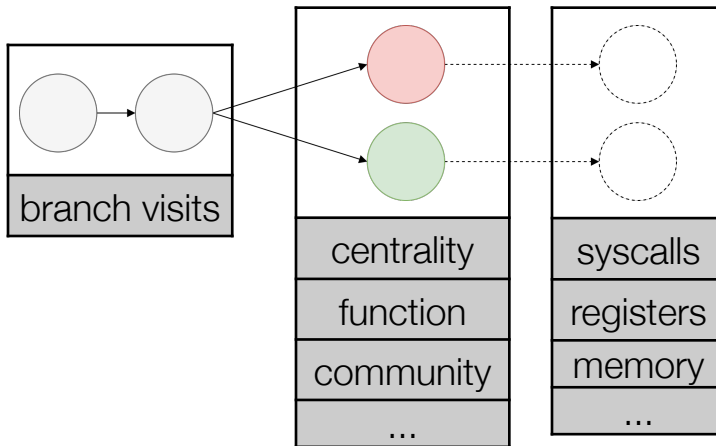 branch visits
centrality
function
community
...
syscalls
registers
memory
...